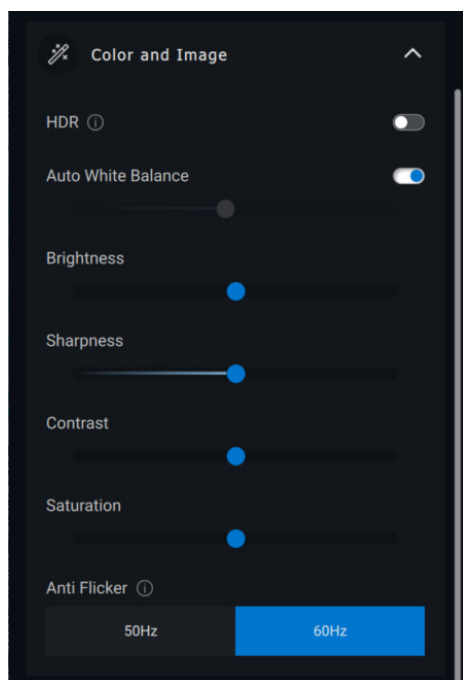 Color and Image
HDR
Auto White Balance
Brightness
Sharpness
Contrast
Saturation
Anti Flicker
50Hz 60Hz